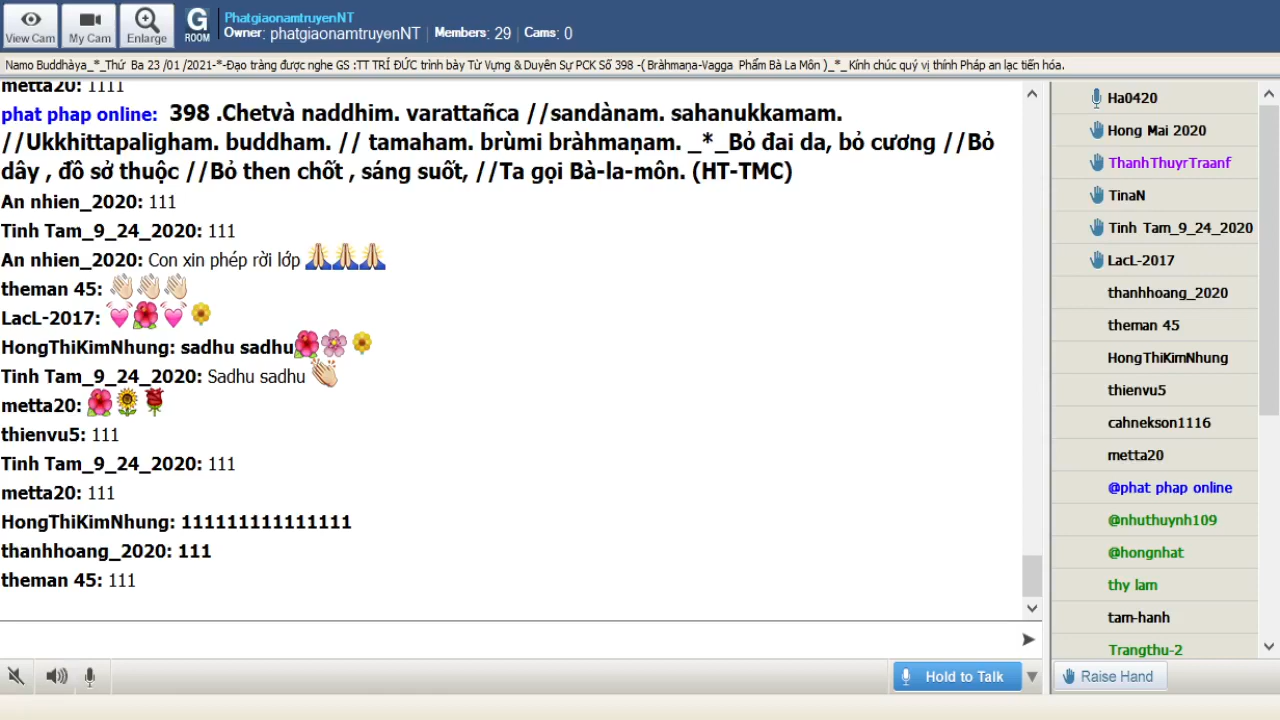 View Cam
My Cam
Enlarge
G
ROOM
PhatgiaonamtruyenNT
Owner: phatgiaonamtruyenNT | Members: 29 | Cams: 0
Namo Buddhàya_*_Thứ Ba 23 /01 /2021-*-Đạo tràng được nghe GS :TT TRÍ ĐỨC trình bày Từ Vựng & Duyên Sự PCK Số 398 -( Bràhmaṇa-Vagga Phẩm Bà La Môn )_*_ Kính chúc quý vị thính Pháp an lạc tiến hóa.
metta20: 1111
phat phap online: 398 .Chetvà naddhim. varattañca //sandànam. sahanukkamam.
//Ukkhittapaligham. buddham. // tamaham. brùmi bràhmaṇam. _*_Bỏ đai da, bỏ cương //Bỏ
dây , đồ sở thuộc //Bỏ then chốt , sáng suốt, //Ta gọi Bà-la-môn. (HT-TMC)
An nhien_2020: 111
Tinh Tam_9_24_2020: 111
An nhien_2020: Con xin phép rời lớp
theman 45:
LacL-2017:
HongThiKimNhung: sadhu sadhu
Tinh Tam_9_24_2020: Sadhu sadhu
metta20:
thienvu5: 111
Tinh Tam_9_24_2020: 111
metta20: 111
HongThiKimNhung: 111111111111111
thanhhoang_2020: 111
theman 45: 111
Hold to Talk
Ha0420
Hong Mai 2020
ThanhThuyrTraanf
TinaN
Tinh Tam_9_24_2020
LacL-2017
thanhhoang_2020
theman 45
HongThiKimNhung
thienvu5
cahnekson1116
metta20
@phat phap online
@nhuthuynh109
@hongnhat
thy lam
tam-hanh
Trangthu-2
Raise Hand